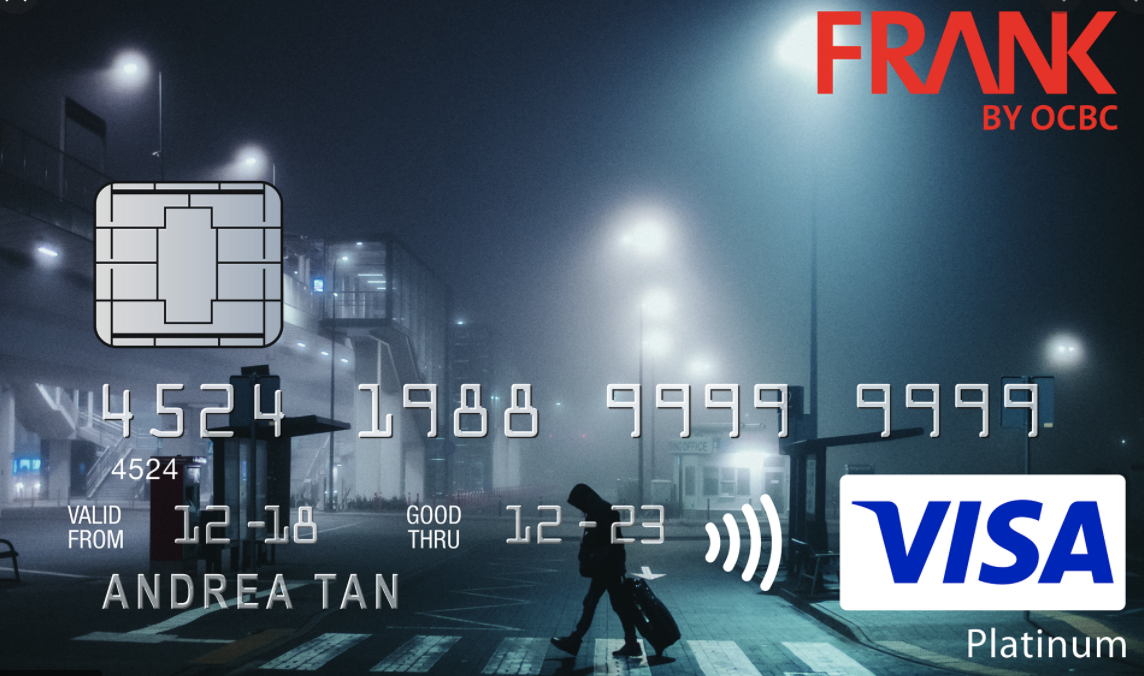 FRANK
BY OCBC
4524 1988 9999 9999
4524
OFFICE
VALID FROM 12-18 GOOD THRU 12-23
ANDREA TAN
VISA
Platinum